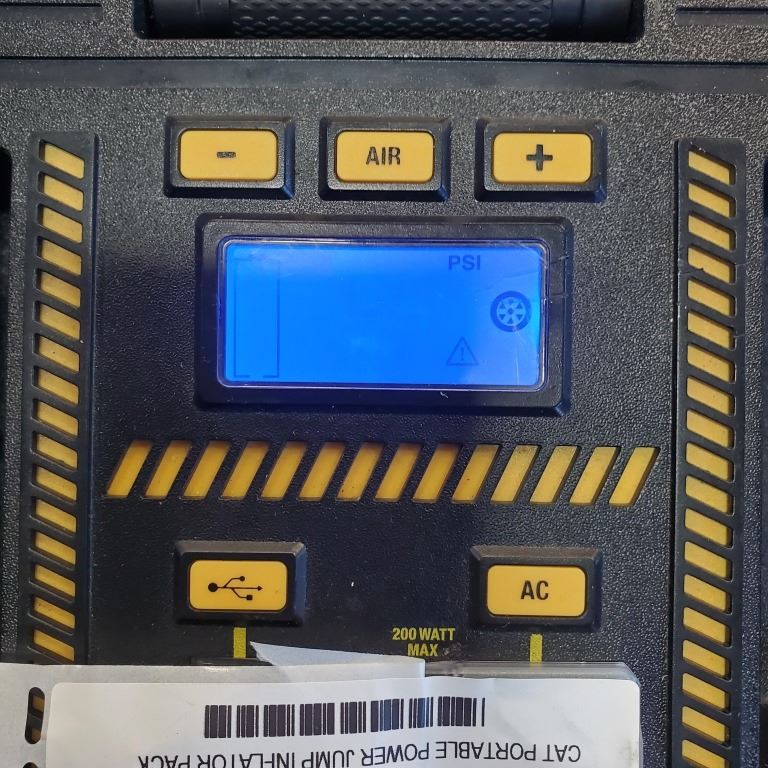 - AIR +
PSI
AC
200 WATT
MAX
CAT PORTABLE POWER JUMP INFLATOR PACK